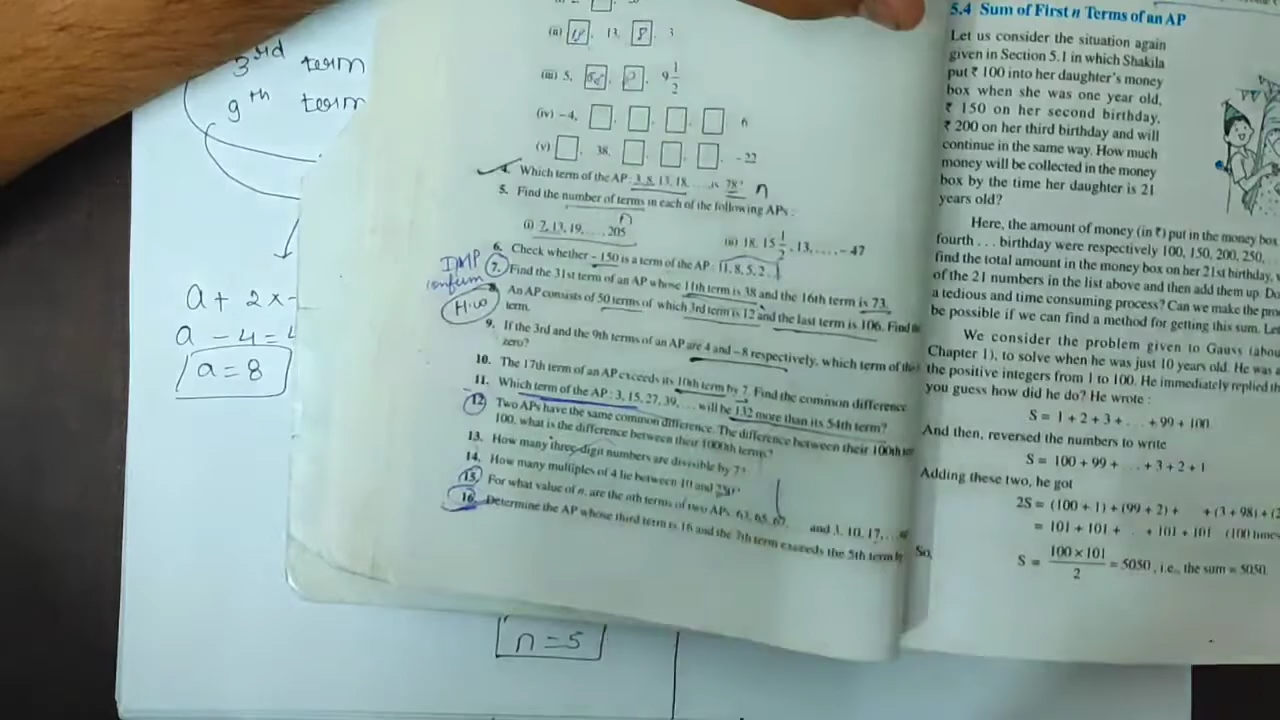 3rd term
9th term
a + 2x-
a - 4 = 4
a = 8
n = 5
(ii) 18, 13, 8, 3
(iii) 5, , , 9 1/2
(iv) – 4, , , , , 6
(v) , 38, , , , – 22
4. Which term of the AP : 3, 8, 13, 18, . . . ,is 78? n
5. Find the number of terms in each of the following APs :
n
(i) 7, 13, 19, . . . , 205 (ii) 18, 15 1/2, 13, . . . , – 47
6. Check whether – 150 is a term of the AP : 11, 8, 5, 2 . . .
IMP
7. Find the 31st term of an AP whose 11th term is 38 and the 16th term is 73.
H.W
8. An AP consists of 50 terms of which 3rd term is 12 and the last term is 106. Find the
term.
9. If the 3rd and the 9th terms of an AP are 4 and – 8 respectively, which term of the
zero?
10. The 17th term of an AP exceeds its 10th term by 7. Find the common difference.
11. Which term of the AP : 3, 15, 27, 39, . . . will be 132 more than its 54th term?
12. Two APs have the same common difference. The difference between their 100th
100, what is the difference between their 1000th terms?
13. How many three-digit numbers are divisible by 7?
14. How many multiples of 4 lie between 10 and 250?
15. For what value of n, are the nth terms of two APs: 63, 65, 67, and 3, 10, 17, . . .
16. Determine the AP whose third term is 16 and the 7th term exceeds the 5th term
5.4 Sum of First n Terms of an AP
Let us consider the situation again
given in Section 5.1 in which Shakila
put ₹ 100 into her daughter's money
box when she was one year old,
₹ 150 on her second birthday,
₹ 200 on her third birthday and will
continue in the same way. How much
money will be collected in the money
box by the time her daughter is 21
years old?
Here, the amount of money (in ₹) put in the money box
fourth . . . birthday were respectively 100, 150, 200, 250,
find the total amount in the money box on her 21st birthday,
of the 21 numbers in the list above and then add them up. Do
a tedious and time consuming process? Can we make the pro
be possible if we can find a method for getting this sum. Let
We consider the problem given to Gauss (abou
Chapter 1), to solve when he was just 10 years old. He was a
the positive integers from 1 to 100. He immediately replied th
you guess how did he do? He wrote :
S = 1 + 2 + 3 + . . . + 99 + 100
And then, reversed the numbers to write
S = 100 + 99 + . . . + 3 + 2 + 1
Adding these two, he got
2S = (100 + 1) + (99 + 2) + . . . + (3 + 98) + (2
= 101 + 101 + . . . + 101 + 101 (100 times
So, S = 100 × 101 / 2 = 5050, i.e., the sum = 5050.